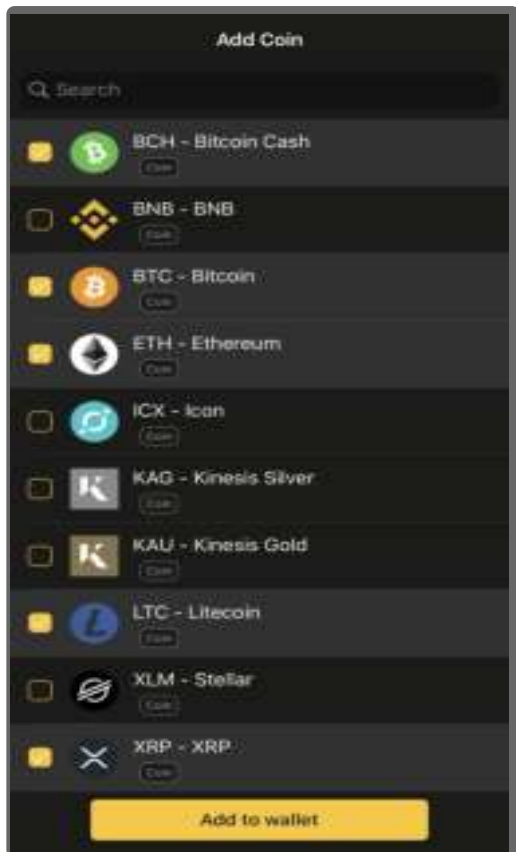 Add Coin
Search
BCH - Bitcoin Cash
Coin
BNB - BNB
Coin
BTC - Bitcoin
Coin
ETH - Ethereum
Coin
ICX - Icon
Coin
KAG - Kinesis Silver
Coin
KAU - Kinesis Gold
Coin
LTC - Litecoin
Coin
XLM - Stellar
Coin
XRP - XRP
Coin
Add to wallet